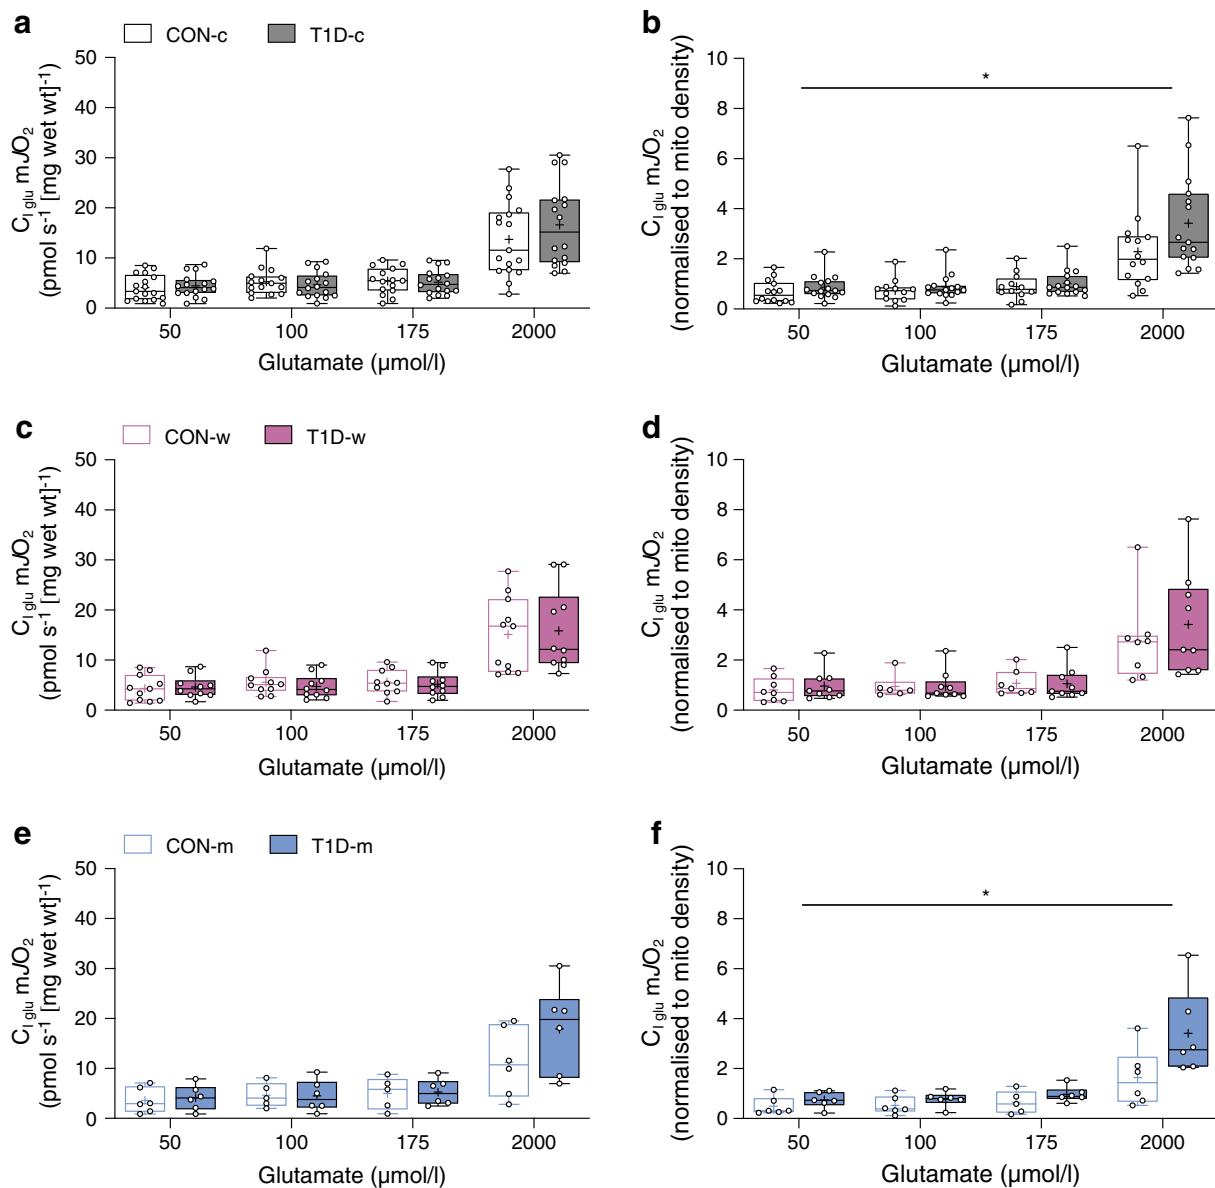 a
CON-c
T1D-c
C I glu mJO2
(pmol s-1 [mg wet wt]-1)
50
40
30
20
10
0
50
100
175
2000
Glutamate (μmol/l)
b
C I glu mJO2
(normalised to mito density)
10
8
6
4
2
0
*
50
100
175
2000
Glutamate (μmol/l)
c
CON-w
T1D-w
C I glu mJO2
(pmol s-1 [mg wet wt]-1)
50
40
30
20
10
0
50
100
175
2000
Glutamate (μmol/l)
d
C I glu mJO2
(normalised to mito density)
10
8
6
4
2
0
50
100
175
2000
Glutamate (μmol/l)
e
CON-m
T1D-m
C I glu mJO2
(pmol s-1 [mg wet wt]-1)
50
40
30
20
10
0
50
100
175
2000
Glutamate (μmol/l)
f
C I glu mJO2
(normalised to mito density)
10
8
6
4
2
0
*
50
100
175
2000
Glutamate (μmol/l)